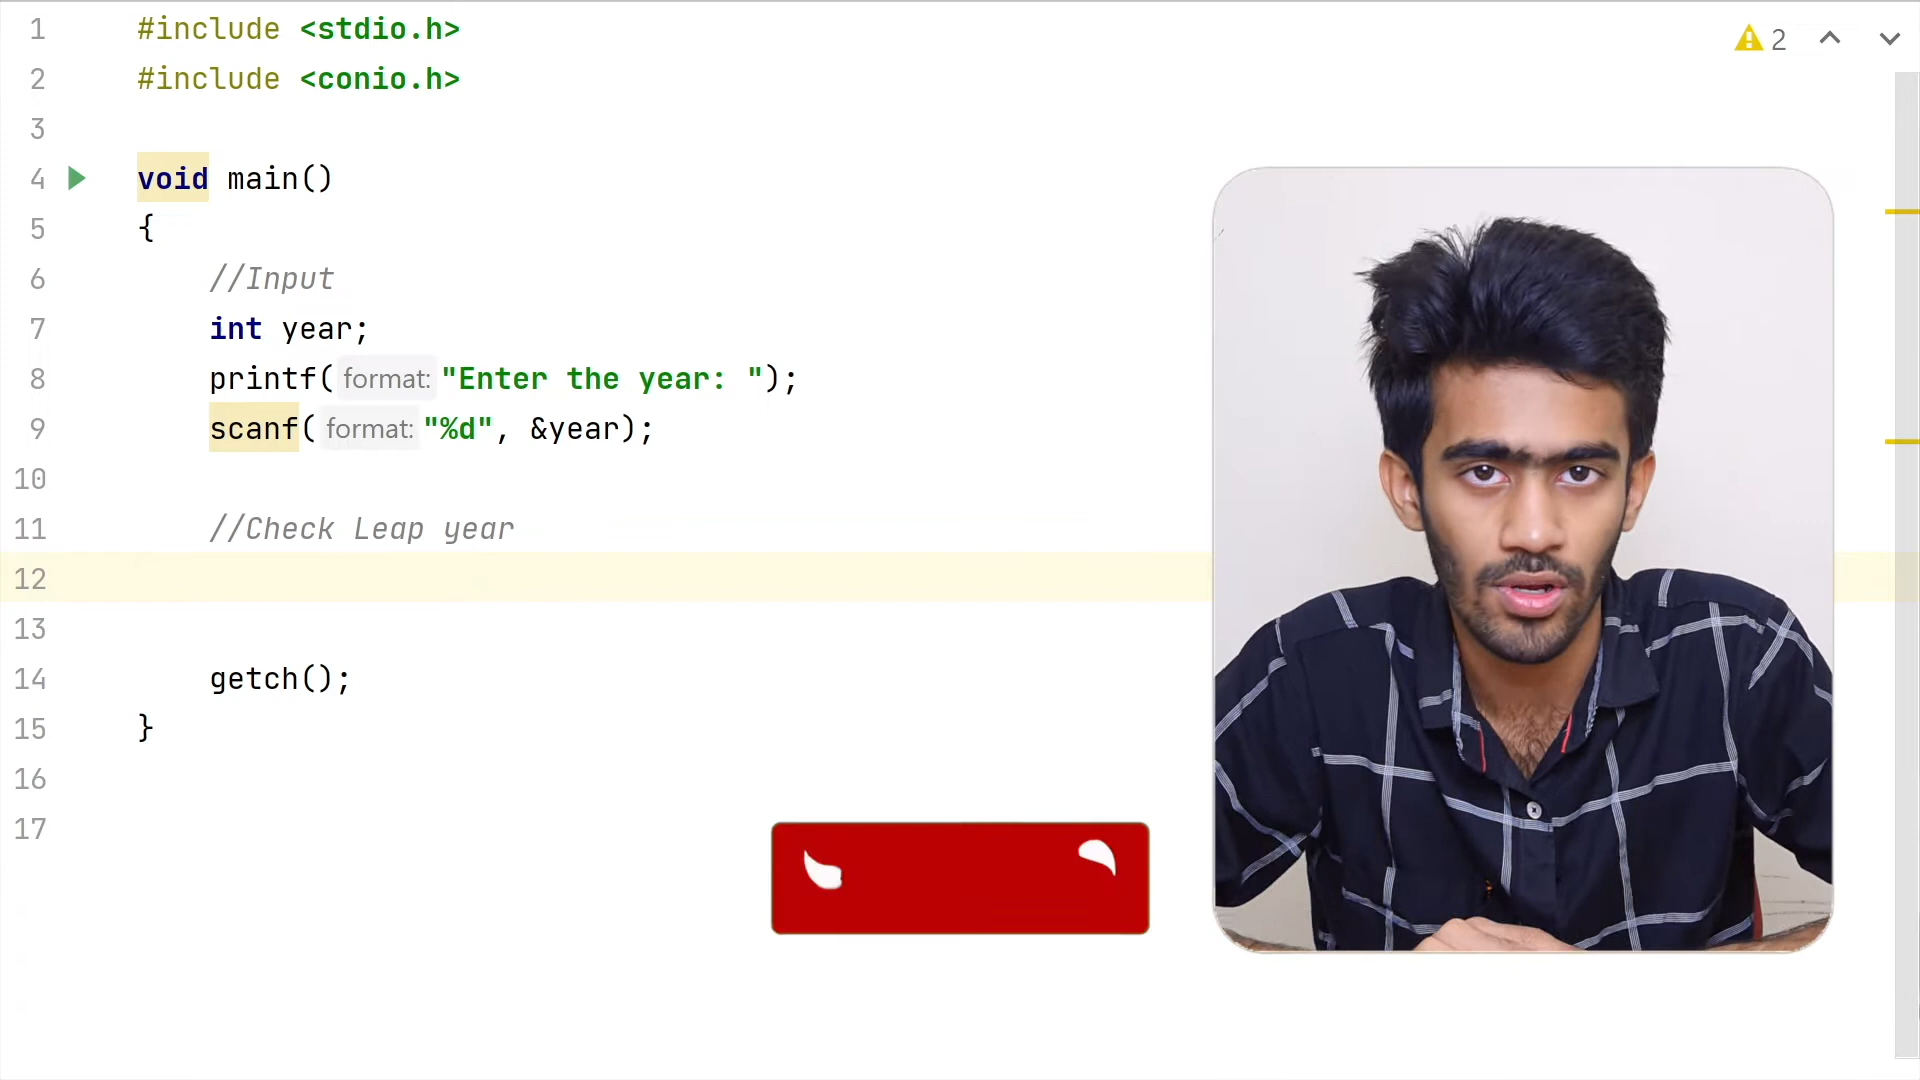 1 #include <stdio.h>
2 #include <conio.h>
3
4 void main()
5 {
6 //Input
7 int year;
8 printf( format: "Enter the year: ");
9 scanf( format: "%d", &year);
10
11 //Check Leap year
12
13
14 getch();
15 }
16
17
2